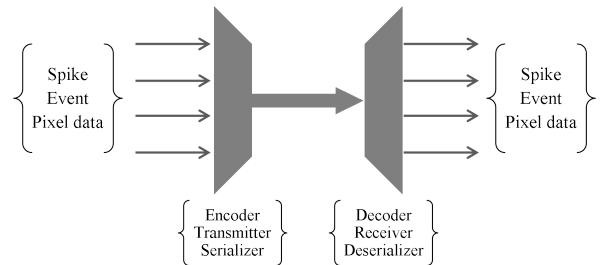 Spike
Event
Pixel data
Spike
Event
Pixel data
Encoder
Transmitter
Serializer
Decoder
Receiver
Deserializer